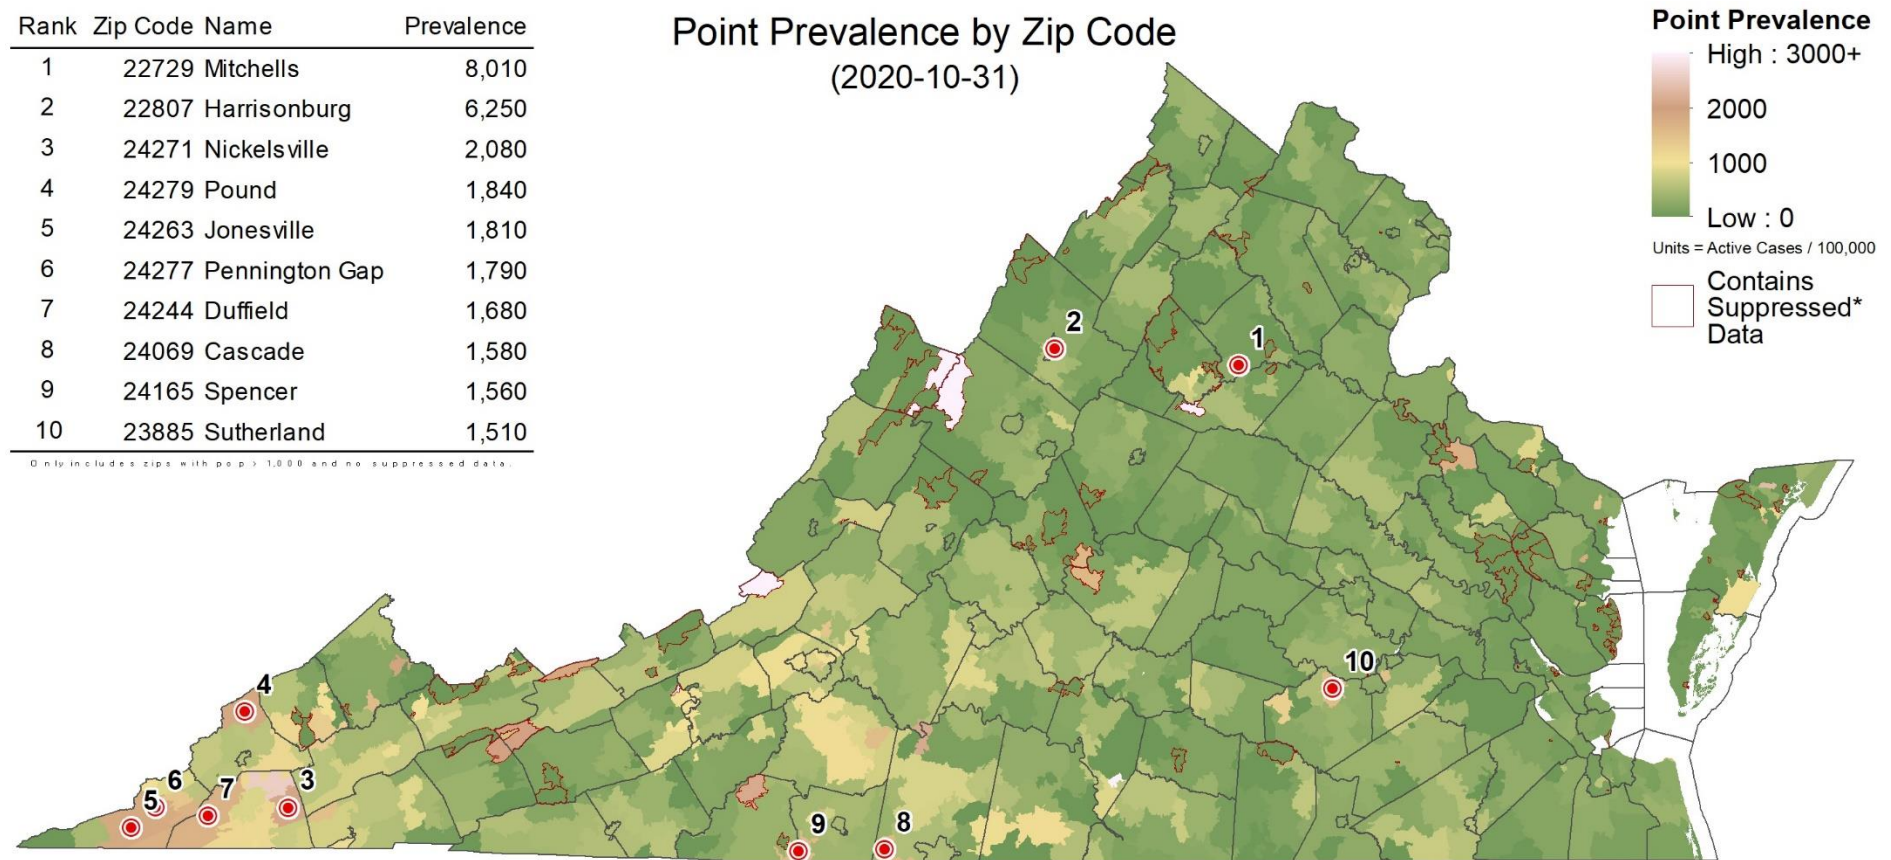 Point Prevalence by Zip Code
(2020-10-31)
Rank Zip Code Name Prevalence
1 22729 Mitchells 8,010
2 22807 Harrisonburg 6,250
3 24271 Nickelsville 2,080
4 24279 Pound 1,840
5 24263 Jonesville 1,810
6 24277 Pennington Gap 1,790
7 24244 Duffield 1,680
8 24069 Cascade 1,580
9 24165 Spencer 1,560
10 23885 Sutherland 1,510
Only includes zips with pop > 1,000 and no suppressed data.
Point Prevalence
High : 3000+
2000
1000
Low : 0
Units = Active Cases / 100,000
Contains
Suppressed*
Data
2
1
10
4
6
7
3
5
9
8